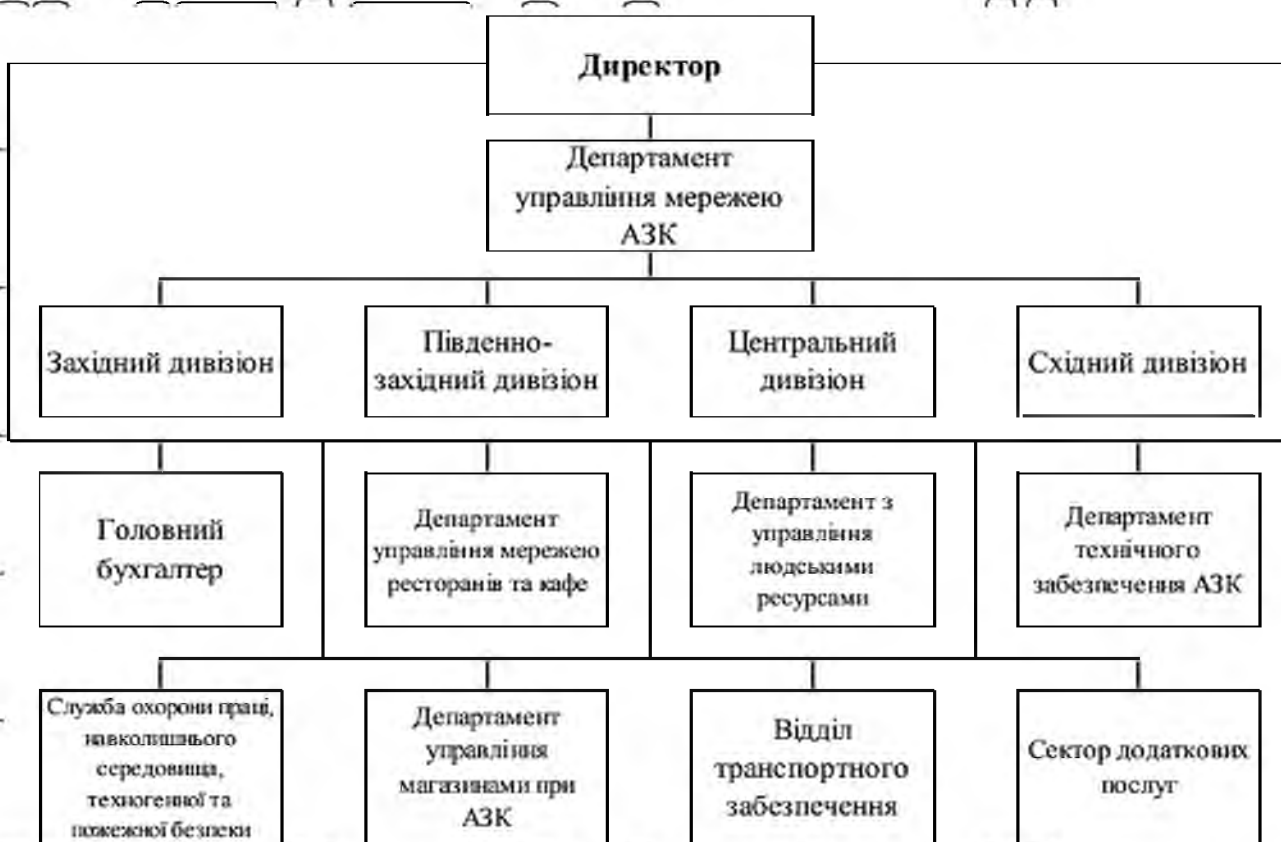 Директор
Департамент
управління мережею
АЗК
Західний дивізіон
Південно-
західний дивізіон
Центральний
дивізіон
Східний дивізіон
Головний
бухгалтер
Департамент
управління мережею
ресторанів та кафе
Департамент з
управління
людськими
ресурсами
Департамент
технічного
забезпечення АЗК
Служба охорони праці,
навколишнього
середовища,
техногенної та
пожежної безпеки
Департамент
управління
магазинами при
АЗК
Відділ
транспортного
забезпечення
Сектор додаткових
послуг